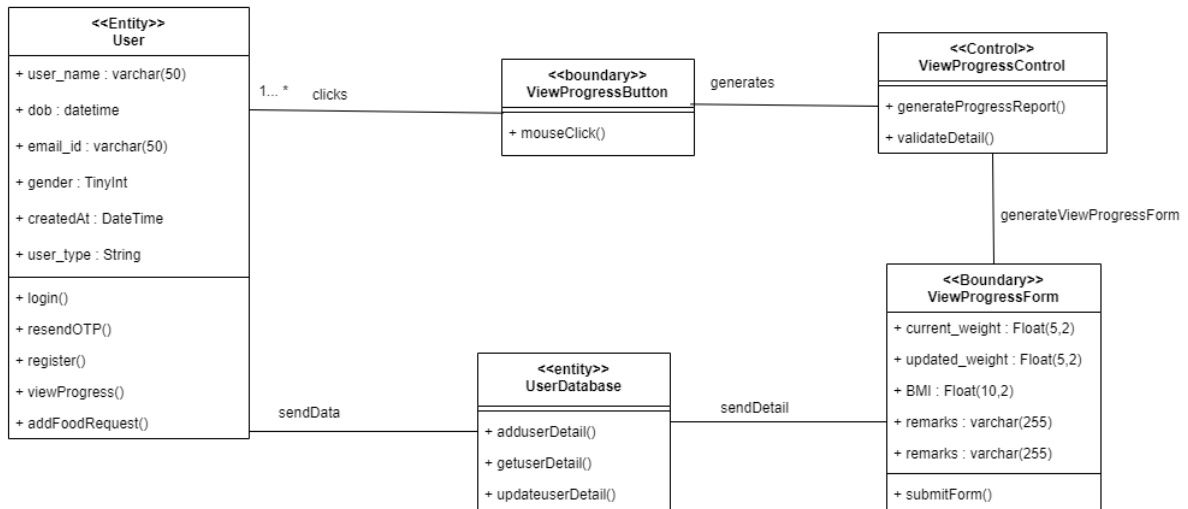 <<Entity>>
User
+ user_name : varchar(50)
+ dob : datetime
+ email_id : varchar(50)
+ gender : TinyInt
+ createdAt : DateTime
+ user_type : String
+ login()
+ resendOTP()
+ register()
+ viewProgress()
+ addFoodRequest()
1... *
clicks
<<boundary>>
ViewProgressButton
+ mouseClick()
generates
<<Control>>
ViewProgressControl
+ generateProgressReport()
+ validateDetail()
generateViewProgressForm
<<Boundary>>
ViewProgressForm
+ current_weight : Float(5,2)
+ updated_weight : Float(5,2)
+ BMI : Float(10,2)
+ remarks : varchar(255)
+ remarks : varchar(255)
+ submitForm()
sendDetail
<<entity>>
UserDatabase
+ adduserDetail()
+ getuserDetail()
+ updateuserDetail()
sendData